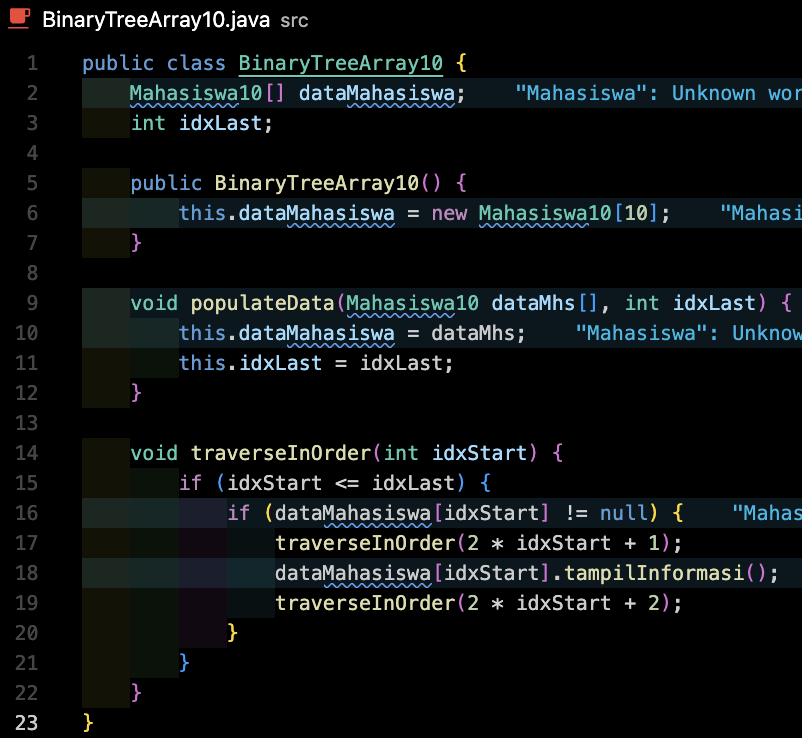 BinaryTreeArray10.java src
1 public class BinaryTreeArray10 {
2 Mahasiswa10[] dataMahasiswa; "Mahasiswa": Unknown wor
3 int idxLast;
4
5 public BinaryTreeArray10() {
6 this.dataMahasiswa = new Mahasiswa10[10]; "Mahasi
7 }
8
9 void populateData(Mahasiswa10 dataMhs[], int idxLast) {
10 this.dataMahasiswa = dataMhs; "Mahasiswa": Unknow
11 this.idxLast = idxLast;
12 }
13
14 void traverseInOrder(int idxStart) {
15 if (idxStart <= idxLast) {
16 if (dataMahasiswa[idxStart] != null) { "Mahas
17 traverseInOrder(2 * idxStart + 1);
18 dataMahasiswa[idxStart].tampilInformasi();
19 traverseInOrder(2 * idxStart + 2);
20 }
21 }
22 }
23 }